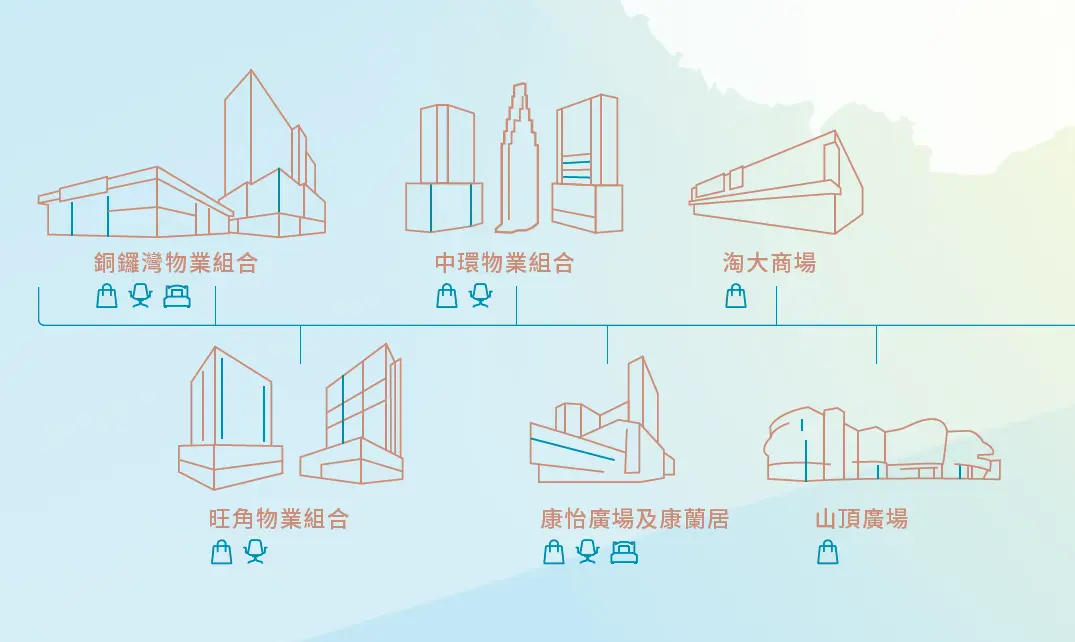 銅鑼灣物業組合
中環物業組合
淘大商場
旺角物業組合
康怡廣場及康蘭居
山頂廣場